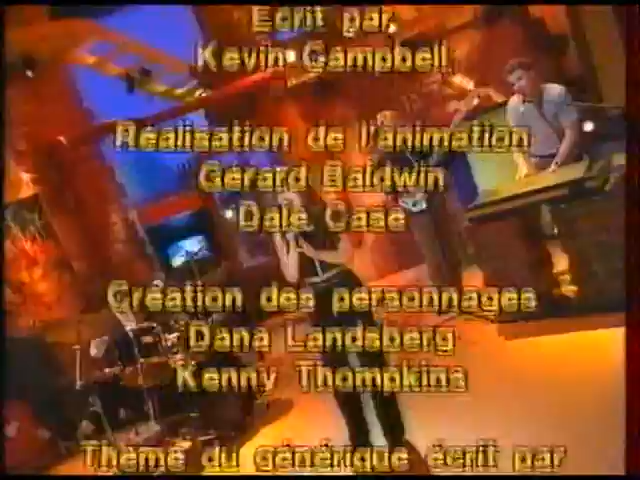 Ecrit par
Kevin Campbell
Réalisation de l'animation
Gérard Baldwin
Dale Case
Création des personnages
Dana Landsberg
Kenny Thompkins
Thème du générique écrit par